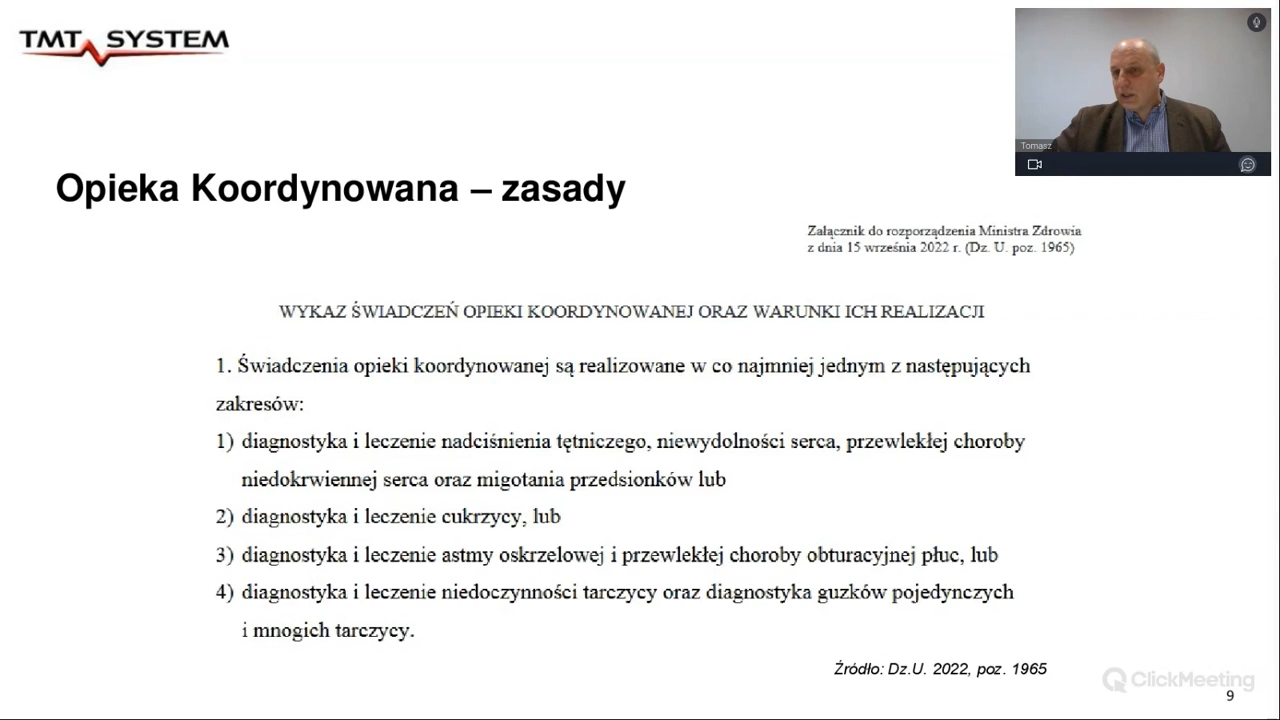 TMT SYSTEM
Tomasz
Opieka Koordynowana – zasady
Załącznik do rozporządzenia Ministra Zdrowia
z dnia 15 września 2022 r. (Dz. U. poz. 1965)
WYKAZ ŚWIADCZEŃ OPIEKI KOORDYNOWANEJ ORAZ WARUNKI ICH REALIZACJI
1. Świadczenia opieki koordynowanej są realizowane w co najmniej jednym z następujących
zakresów:
1) diagnostyka i leczenie nadciśnienia tętniczego, niewydolności serca, przewlekłej choroby
niedokrwiennej serca oraz migotania przedsionków lub
2) diagnostyka i leczenie cukrzycy, lub
3) diagnostyka i leczenie astmy oskrzelowej i przewlekłej choroby obturacyjnej płuc, lub
4) diagnostyka i leczenie niedoczynności tarczycy oraz diagnostyka guzków pojedynczych
i mnogich tarczycy.
Źródło: Dz.U. 2022, poz. 1965
ClickMeeting
9